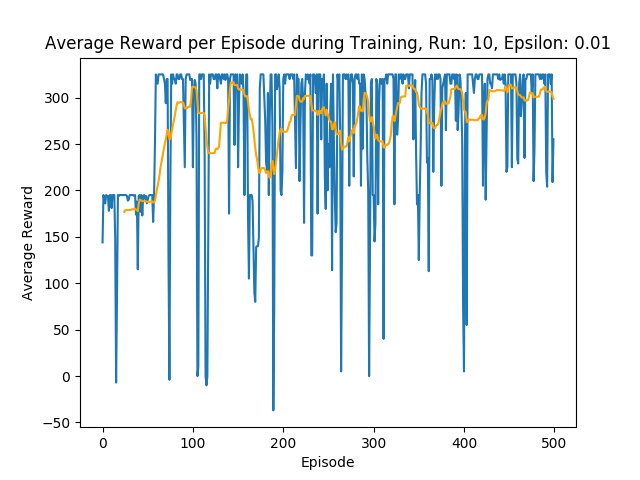 Average Reward per Episode during Training, Run: 10, Epsilon: 0.01
Average Reward
300
250
200
150
100
50
0
−50
0 100 200 300 400 500
Episode